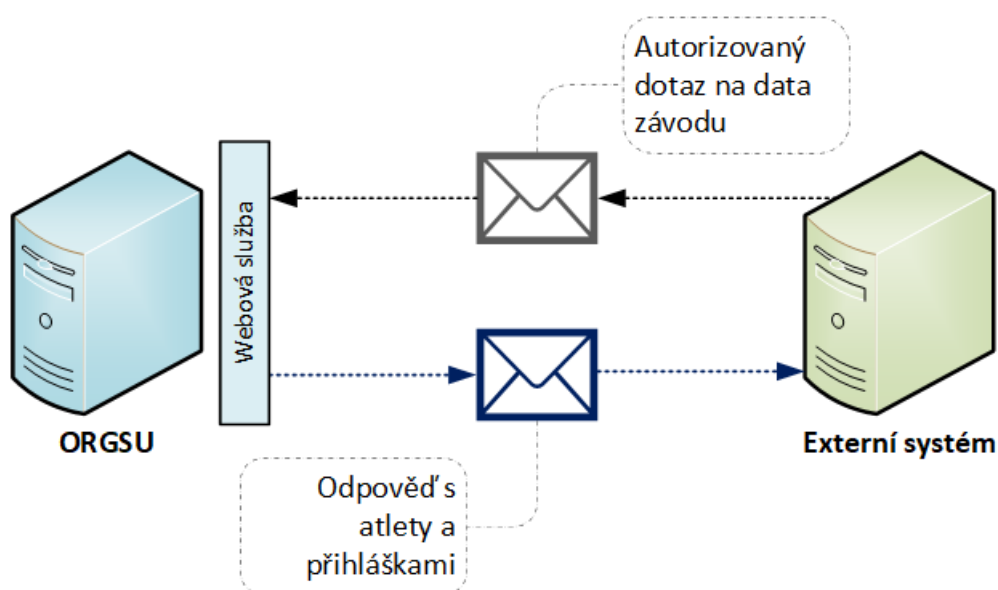 Autorizovaný
dotaz na data
závodu
Webová služba
ORGSU
Externí systém
Odpověď s
atlety a
přihláškami